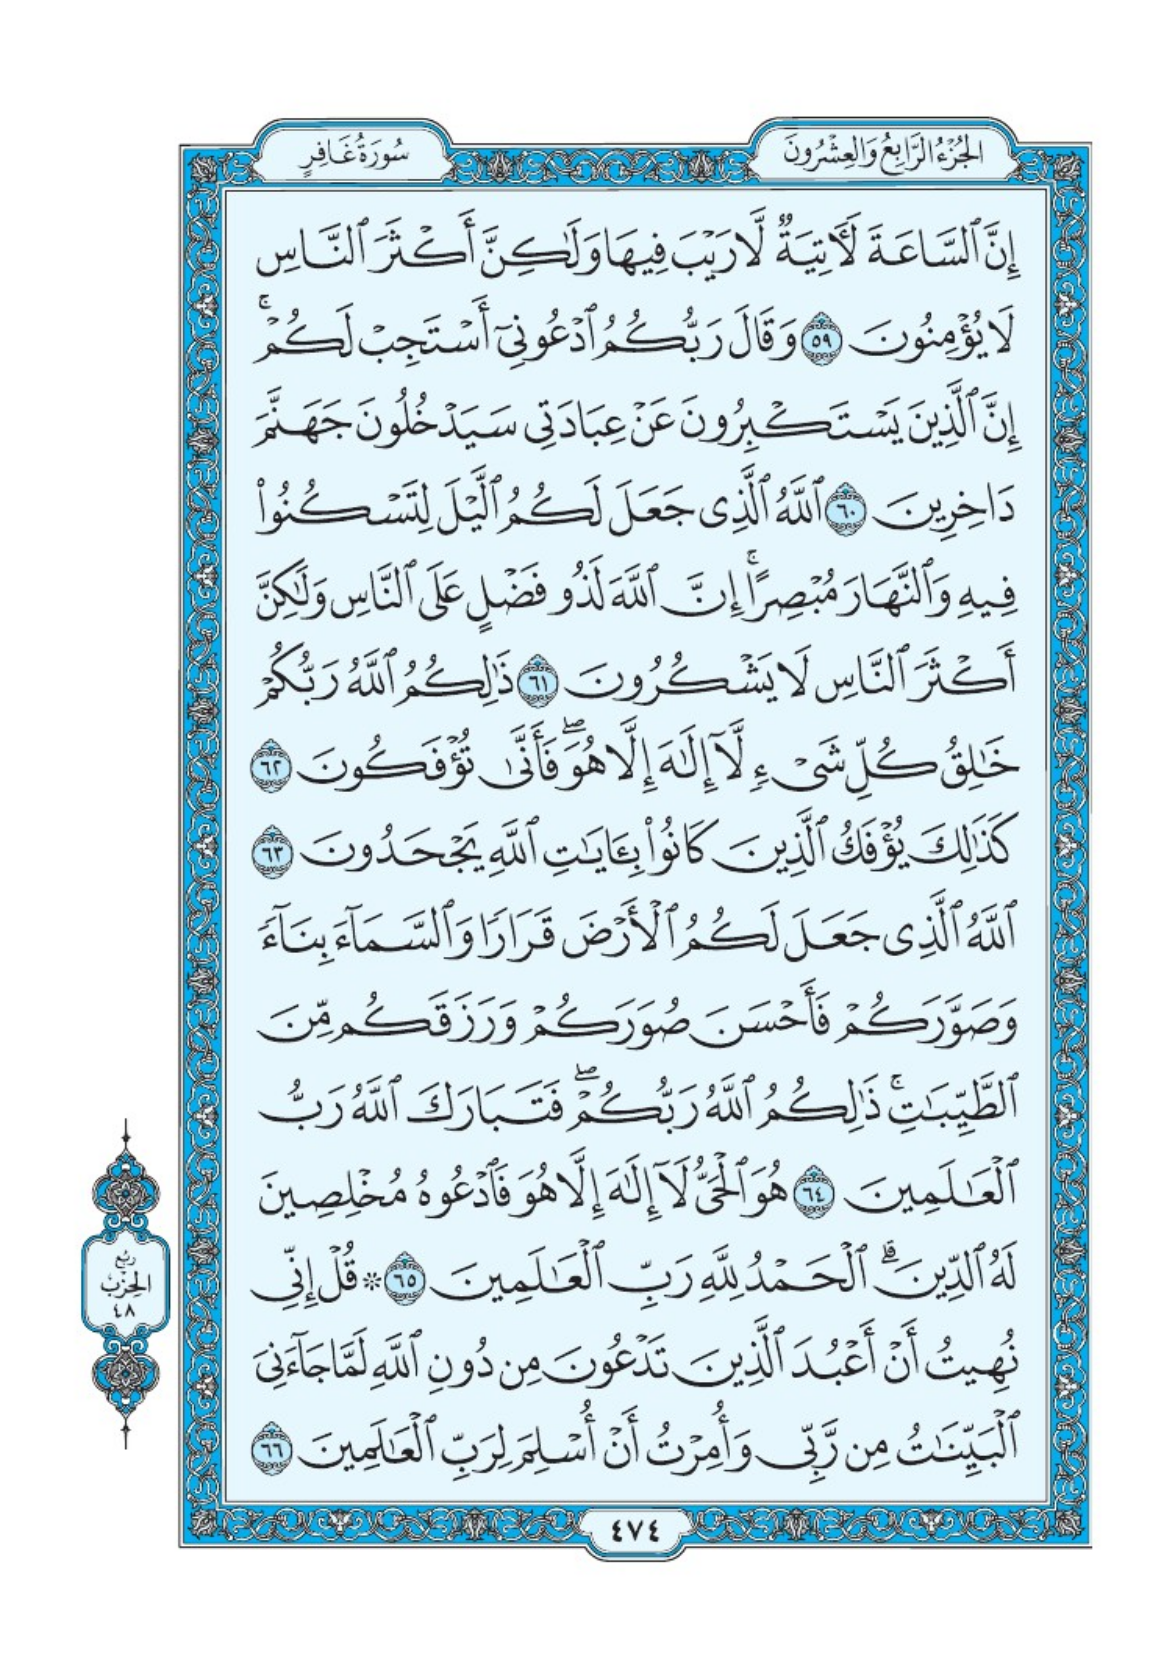 الجُزْءُ الرَّابِعُ وَالعِشْرُونَ
سُورَةُ غَافِرٍ
إِنَّ ٱلسَّاعَةَ لَأٓتِيَةٌ لَّا رَيۡبَ فِيهَا وَلَٰكِنَّ أَكۡثَرَ ٱلنَّاسِ
لَا يُؤۡمِنُونَ ٥٩ وَقَالَ رَبُّكُمُ ٱدۡعُونِيٓ أَسۡتَجِبۡ لَكُمۡۚ
إِنَّ ٱلَّذِينَ يَسۡتَكۡبِرُونَ عَنۡ عِبَادَتِي سَيَدۡخُلُونَ جَهَنَّمَ
دَاخِرِينَ ٦٠ ٱللَّهُ ٱلَّذِي جَعَلَ لَكُمُ ٱلَّيۡلَ لِتَسۡكُنُواْ
فِيهِ وَٱلنَّهَارَ مُبۡصِرًاۚ إِنَّ ٱللَّهَ لَذُو فَضۡلٍ عَلَى ٱلنَّاسِ وَلَٰكِنَّ
أَكۡثَرَ ٱلنَّاسِ لَا يَشۡكُرُونَ ٦١ ذَٰلِكُمُ ٱللَّهُ رَبُّكُمۡ
خَٰلِقُ كُلِّ شَيۡءٖ لَّآ إِلَٰهَ إِلَّا هُوَۖ فَأَنَّىٰ تُؤۡفَكُونَ ٦٢
كَذَٰلِكَ يُؤۡفَكُ ٱلَّذِينَ كَانُواْ بِـَٔايَٰتِ ٱللَّهِ يَجۡحَدُونَ ٦٣
ٱللَّهُ ٱلَّذِي جَعَلَ لَكُمُ ٱلۡأَرۡضَ قَرَارٗا وَٱلسَّمَآءَ بِنَآءٗ
وَصَوَّرَكُمۡ فَأَحۡسَنَ صُوَرَكُمۡ وَرَزَقَكُم مِّنَ
ٱلطَّيِّبَٰتِۚ ذَٰلِكُمُ ٱللَّهُ رَبُّكُمۡۖ فَتَبَارَكَ ٱللَّهُ رَبُّ
ٱلۡعَٰلَمِينَ ٦٤ هُوَ ٱلۡحَيُّ لَآ إِلَٰهَ إِلَّا هُوَ فَٱدۡعُوهُ مُخۡلِصِينَ
لَهُ ٱلدِّينَۗ ٱلۡحَمۡدُ لِلَّهِ رَبِّ ٱلۡعَٰلَمِينَ ٦٥ * قُلۡ إِنِّي
نُهِيتُ أَنۡ أَعۡبُدَ ٱلَّذِينَ تَدۡعُونَ مِن دُونِ ٱللَّهِ لَمَّا جَآءَنِيَ
ٱلۡبَيِّنَٰتُ مِن رَّبِّي وَأُمِرۡتُ أَنۡ أُسۡلِمَ لِرَبِّ ٱلۡعَٰلَمِينَ ٦٦
ربع
الحزب
٤٨
٤٧٤